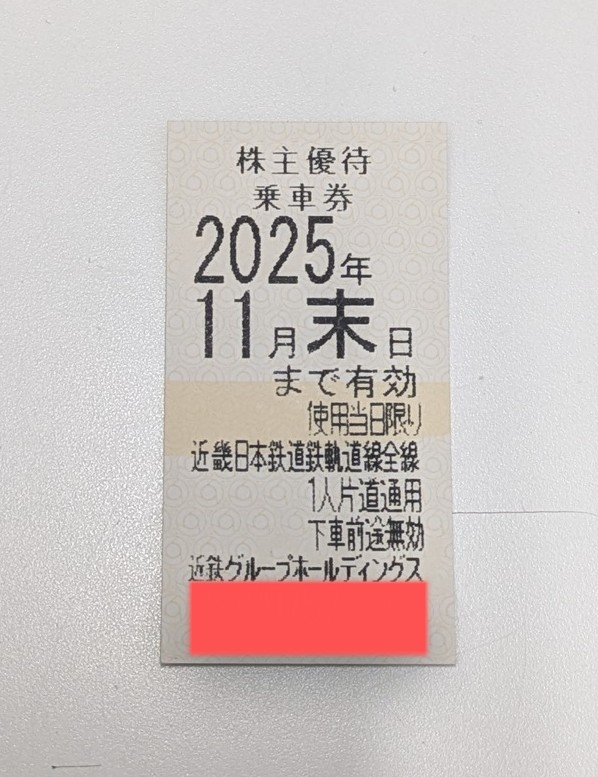 株主優待
乗車券
2025年
11月末日
まで有効
使用当日限り
近畿日本鉄道鉄軌道線全線
1人片道通用
下車前途無効
近鉄グループホールディングス